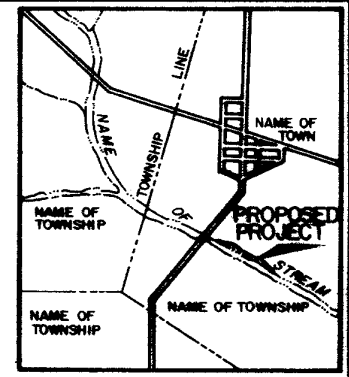 LINE
TOWNSHIP
NAME
OF
STREAM
NAME OF
TOWN
NAME OF
TOWNSHIP
PROPOSED
PROJECT
NAME OF
TOWNSHIP
NAME OF TOWNSHIP